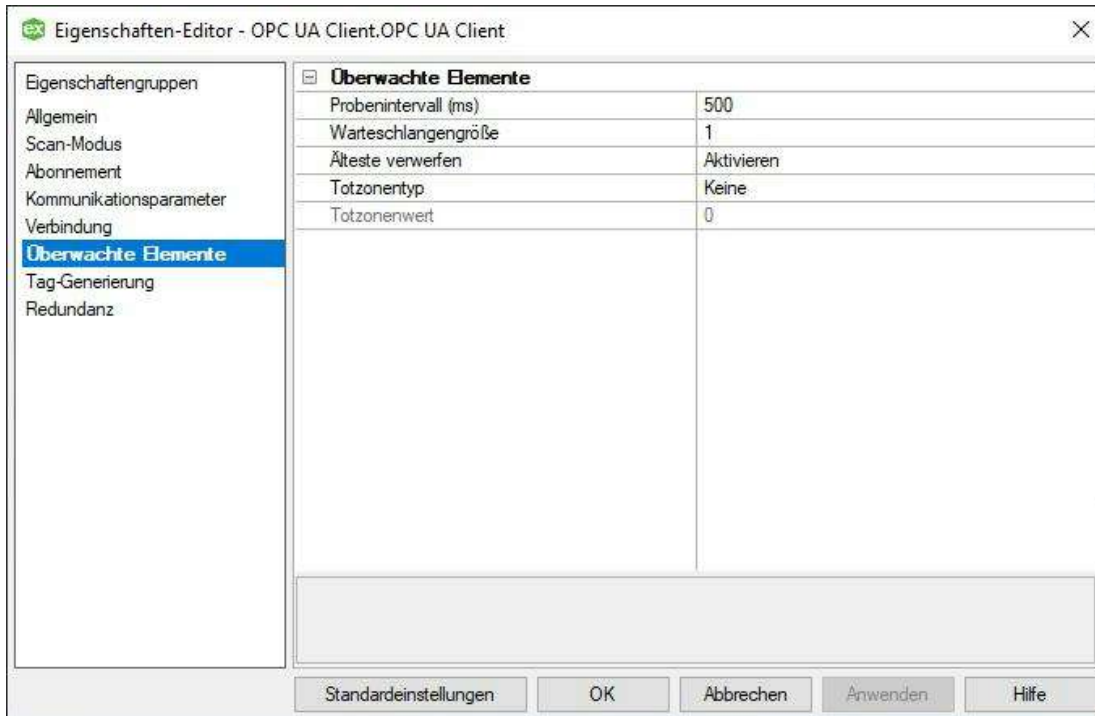 ex Eigenschaften-Editor - OPC UA Client.OPC UA Client
Eigenschaftengruppen
Allgemein
Scan-Modus
Abonnement
Kommunikationsparameter
Verbindung
Überwachte Elemente
Tag-Generierung
Redundanz
Überwachte Elemente
Probenintervall (ms) 500
Warteschlangengröße 1
Älteste verwerfen Aktivieren
Totzonentyp Keine
Totzonenwert 0
Standardeinstellungen OK Abbrechen Anwenden Hilfe